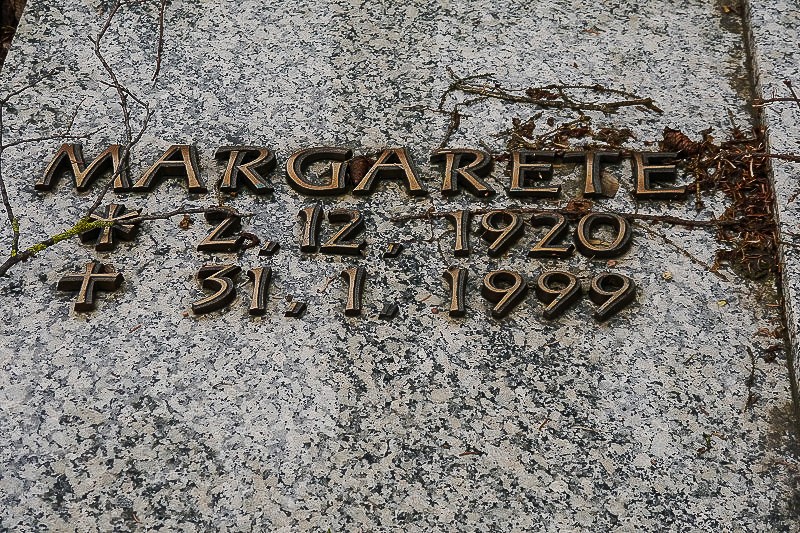 MARGARETE
* 2. 12. 1920
† 31. 1. 1999